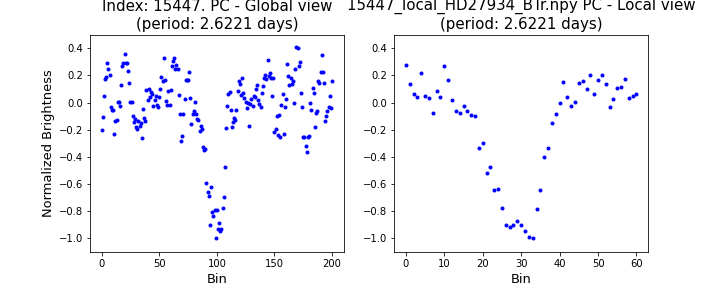 Index: 15447. PC - Global view
(period: 2.6221 days)
15447_local_HD27934_BTr.npy PC - Local view
(period: 2.6221 days)
Normalized Brightness
0.4
0.2
0.0
−0.2
−0.4
−0.6
−0.8
−1.0
0 50 100 150 200
Bin
0.4
0.2
0.0
−0.2
−0.4
−0.6
−0.8
−1.0
0 10 20 30 40 50 60
Bin